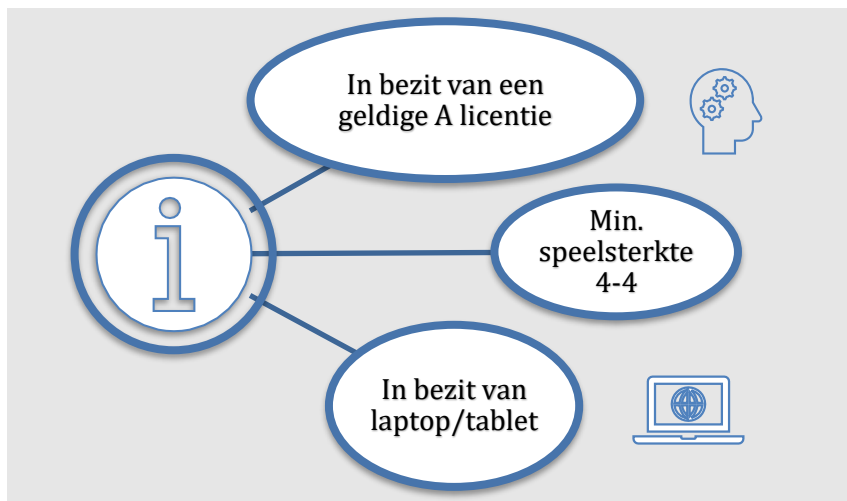 In bezit van een
geldige A licentie
Min.
speelsterkte
4-4
In bezit van
laptop/tablet